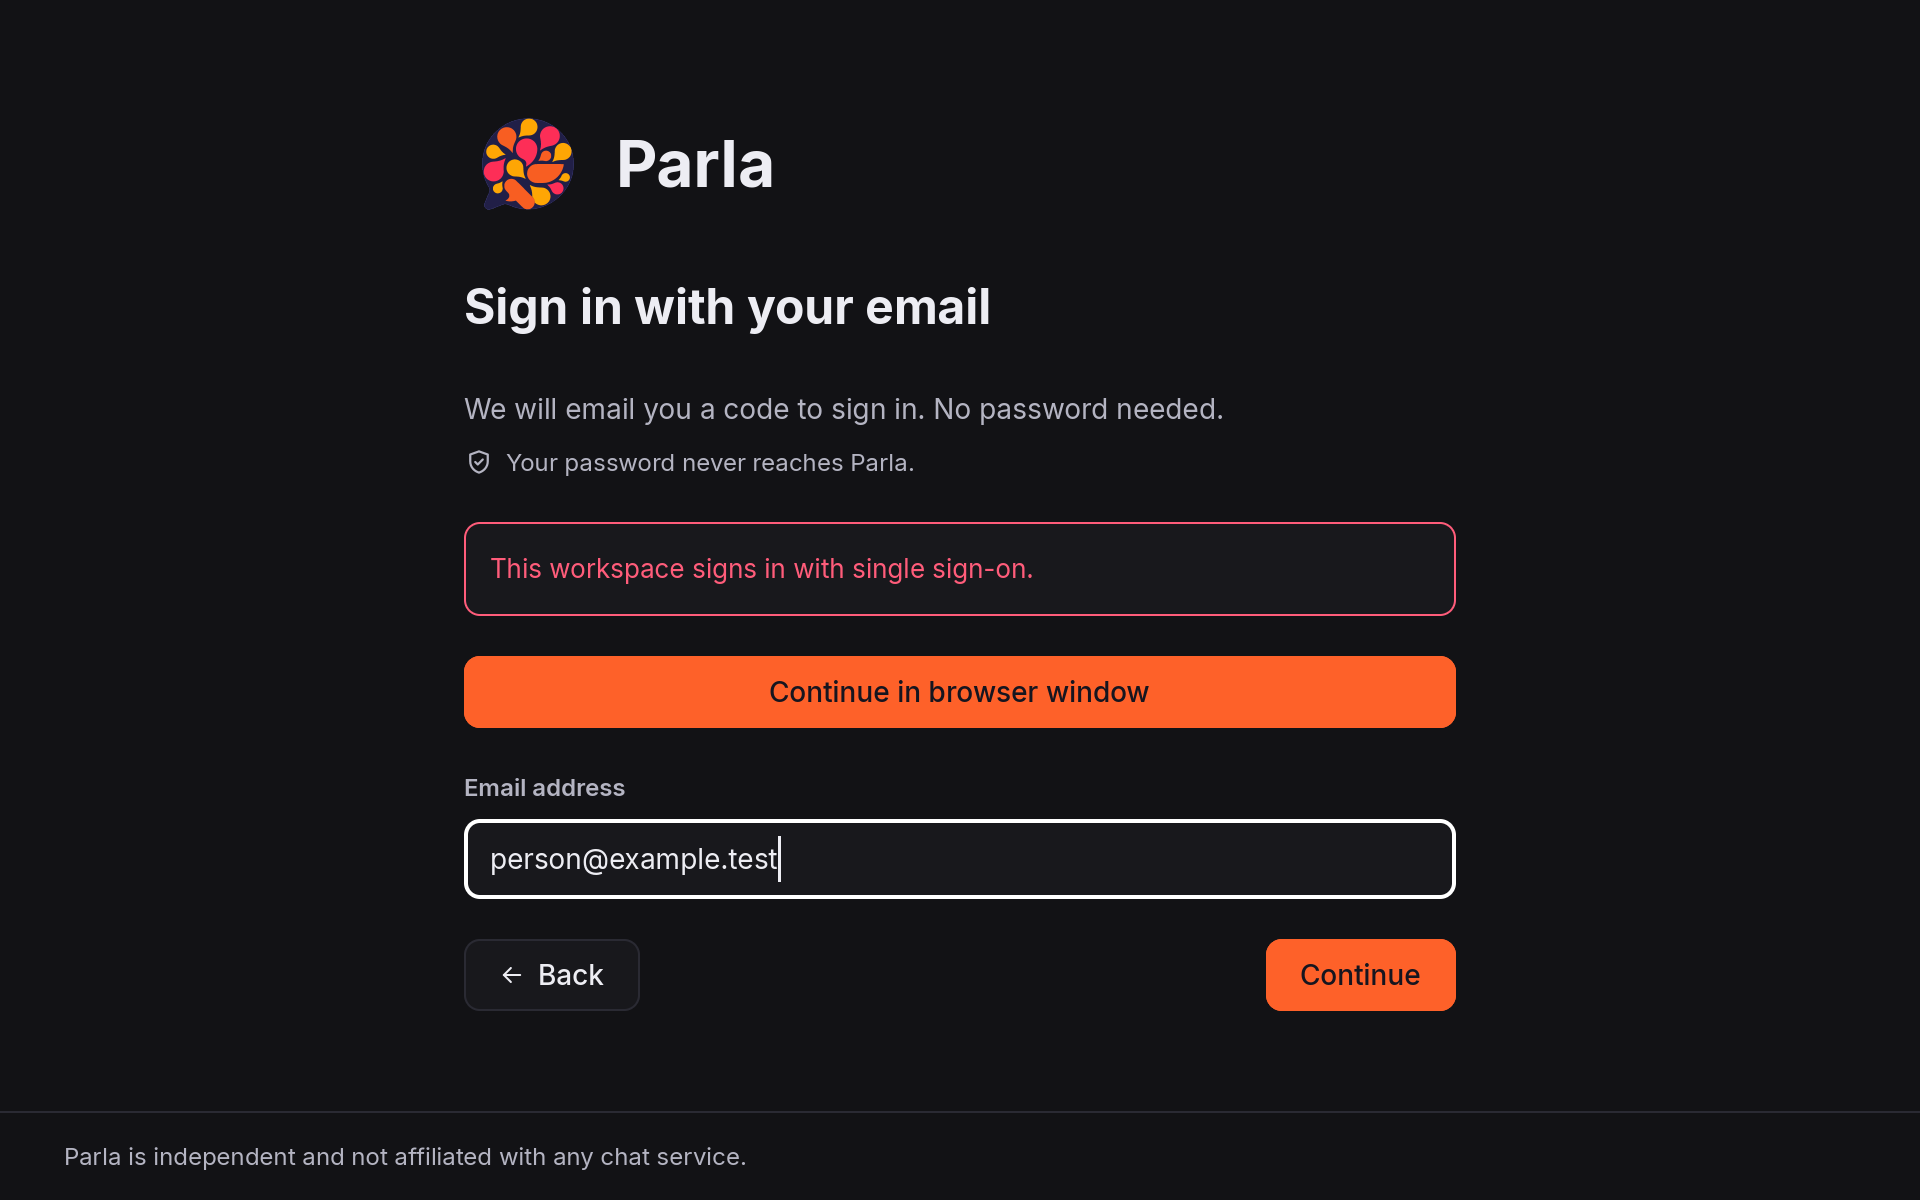 Parla
Sign in with your email
We will email you a code to sign in. No password needed.
Your password never reaches Parla.
This workspace signs in with single sign-on.
Continue in browser window
Email address
person@example.test
Back
Continue
Parla is independent and not affiliated with any chat service.